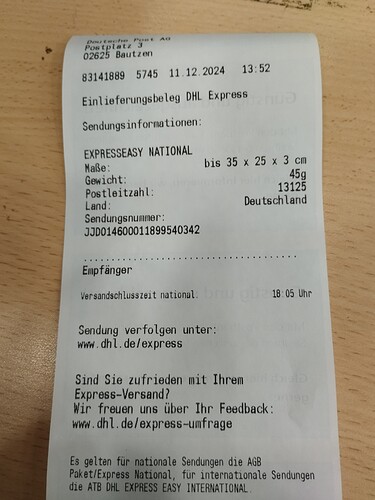 Deutsche Post AG
Postplatz 3
02625 Bautzen
83141889 5745 11.12.2024 13:52
Einlieferungsbeleg DHL Express
Sendungsinformationen:
EXPRESSEASY NATIONAL
Maße: bis 35 x 25 x 3 cm
Gewicht: 45g
Postleitzahl: 13125
Land: Deutschland
Sendungsnummer:
JJD014600011899540342
Empfänger
Versandschlusszeit national: 18:05 Uhr
Sendung verfolgen unter:
www.dhl.de/express
Sind Sie zufrieden mit Ihrem
Express-Versand?
Wir freuen uns über Ihr Feedback:
www.dhl.de/express-umfrage
Es gelten für nationale Sendungen die AGB
Paket/Express National, für internationale Sendungen
die ATB DHL EXPRESS EASY INTERNATIONAL